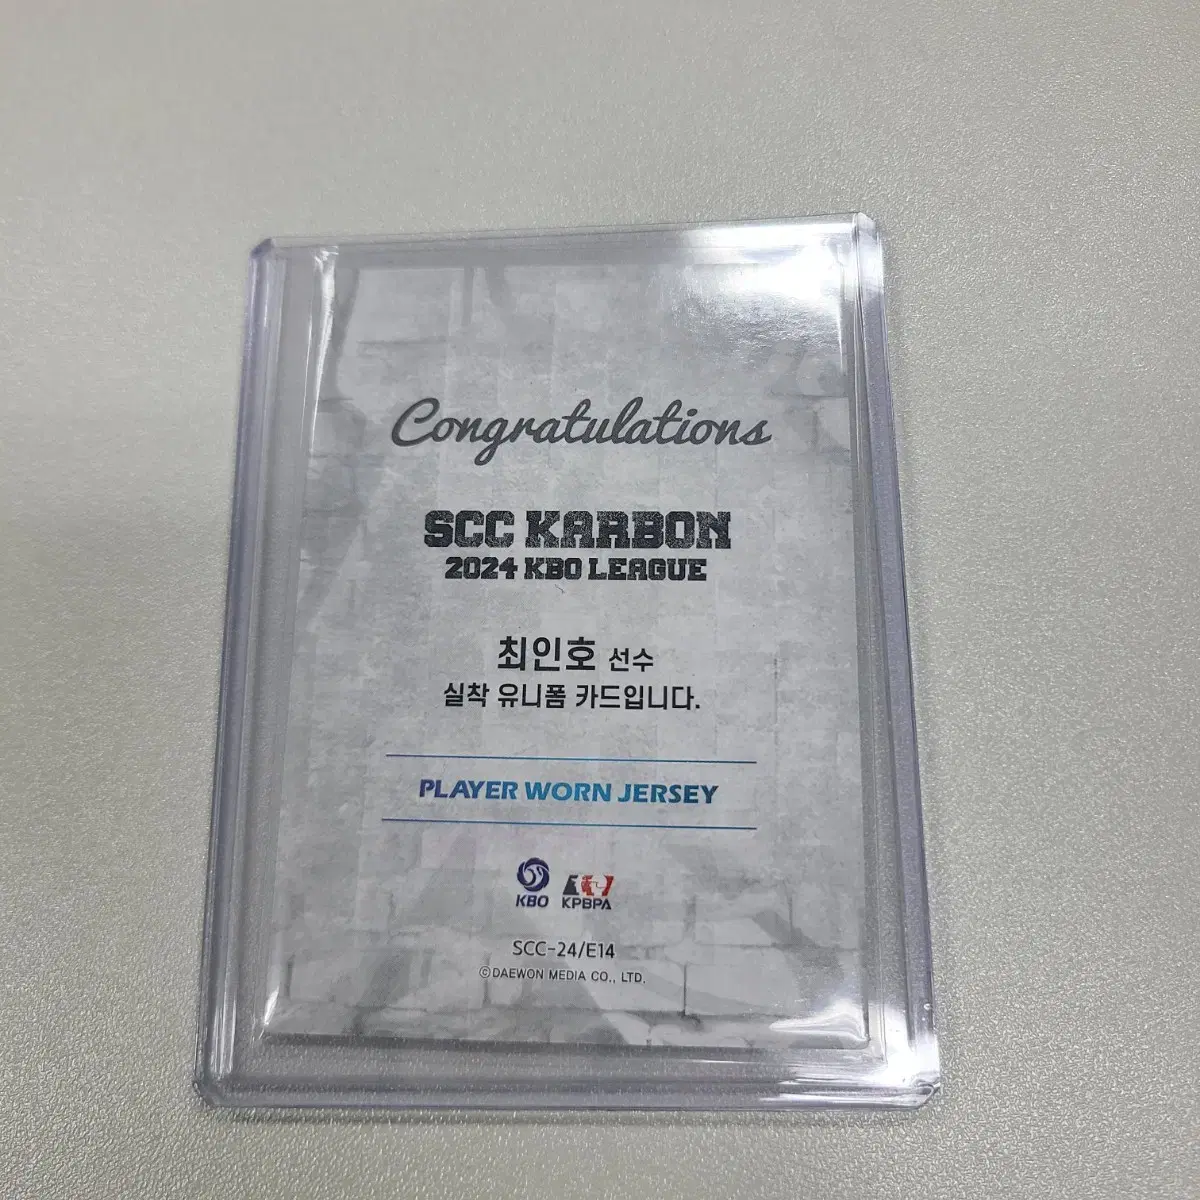 Congratulations
SCC KARBON
2024 KBO LEAGUE
최인호 선수
실착 유니폼 카드입니다.
PLAYER WORN JERSEY
KBO KPBPA
SCC-24/E14
©DAEWON MEDIA CO., LTD.